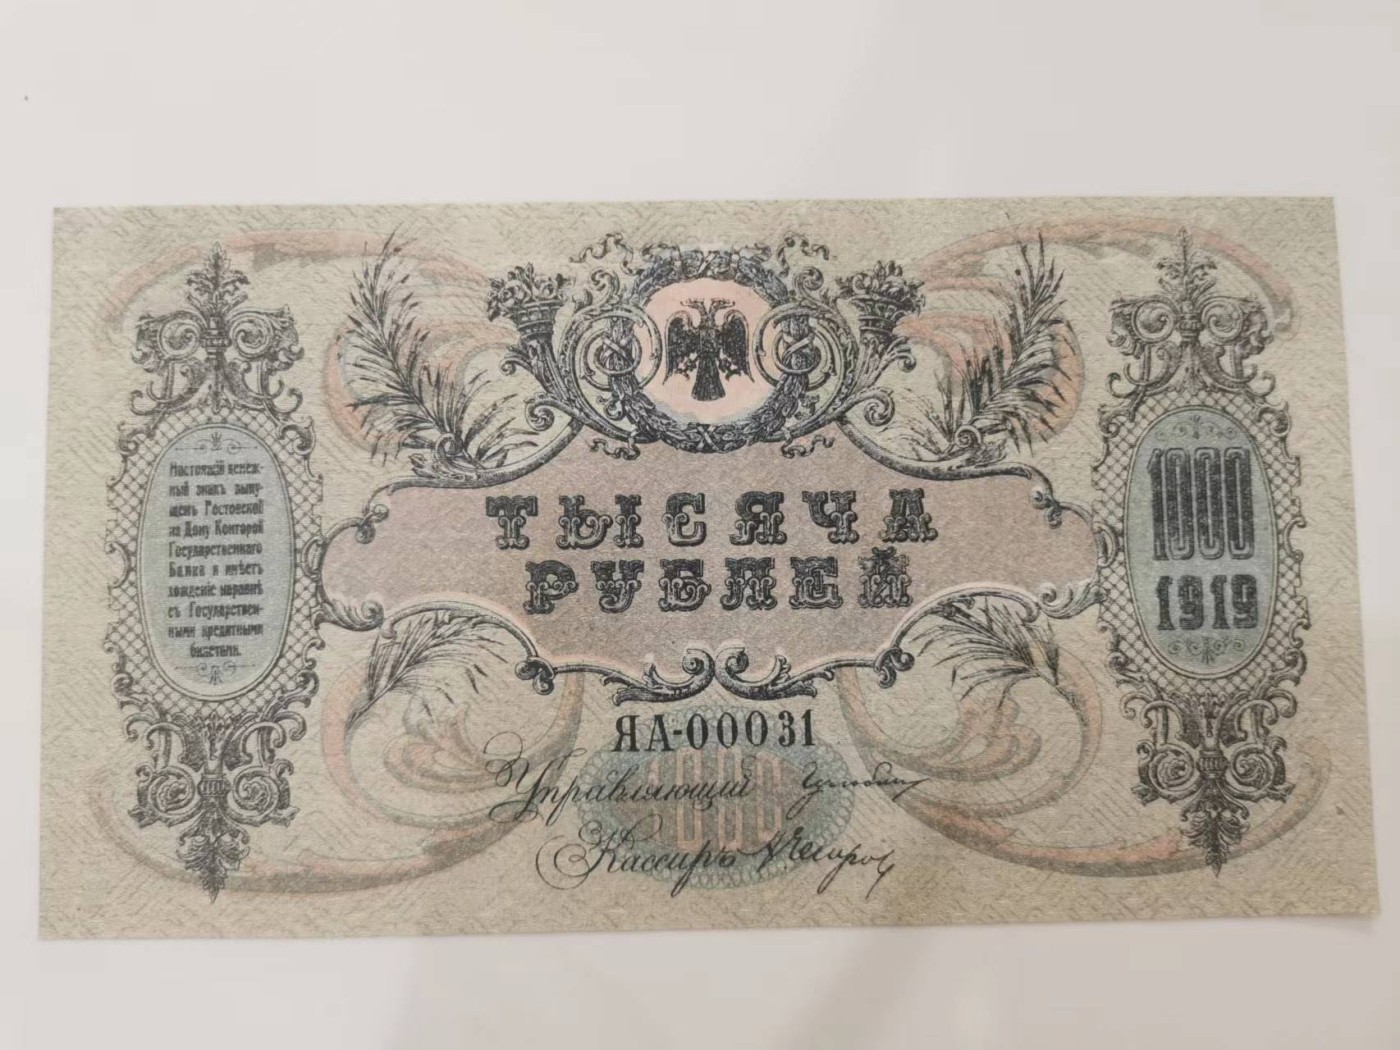 ТЫСЯЧА
РУБЛЕЙ
Настоящій денеж-
ный знакъ выпу-
щенъ Ростовской
на Дону Конторой
Государственнаго
Банка и имѣетъ
хожденіе наравнѣ
съ Государствен-
ными кредитными
билетами.
1000
1919
ЯА-00031
1000
Управляющій
Кассиръ